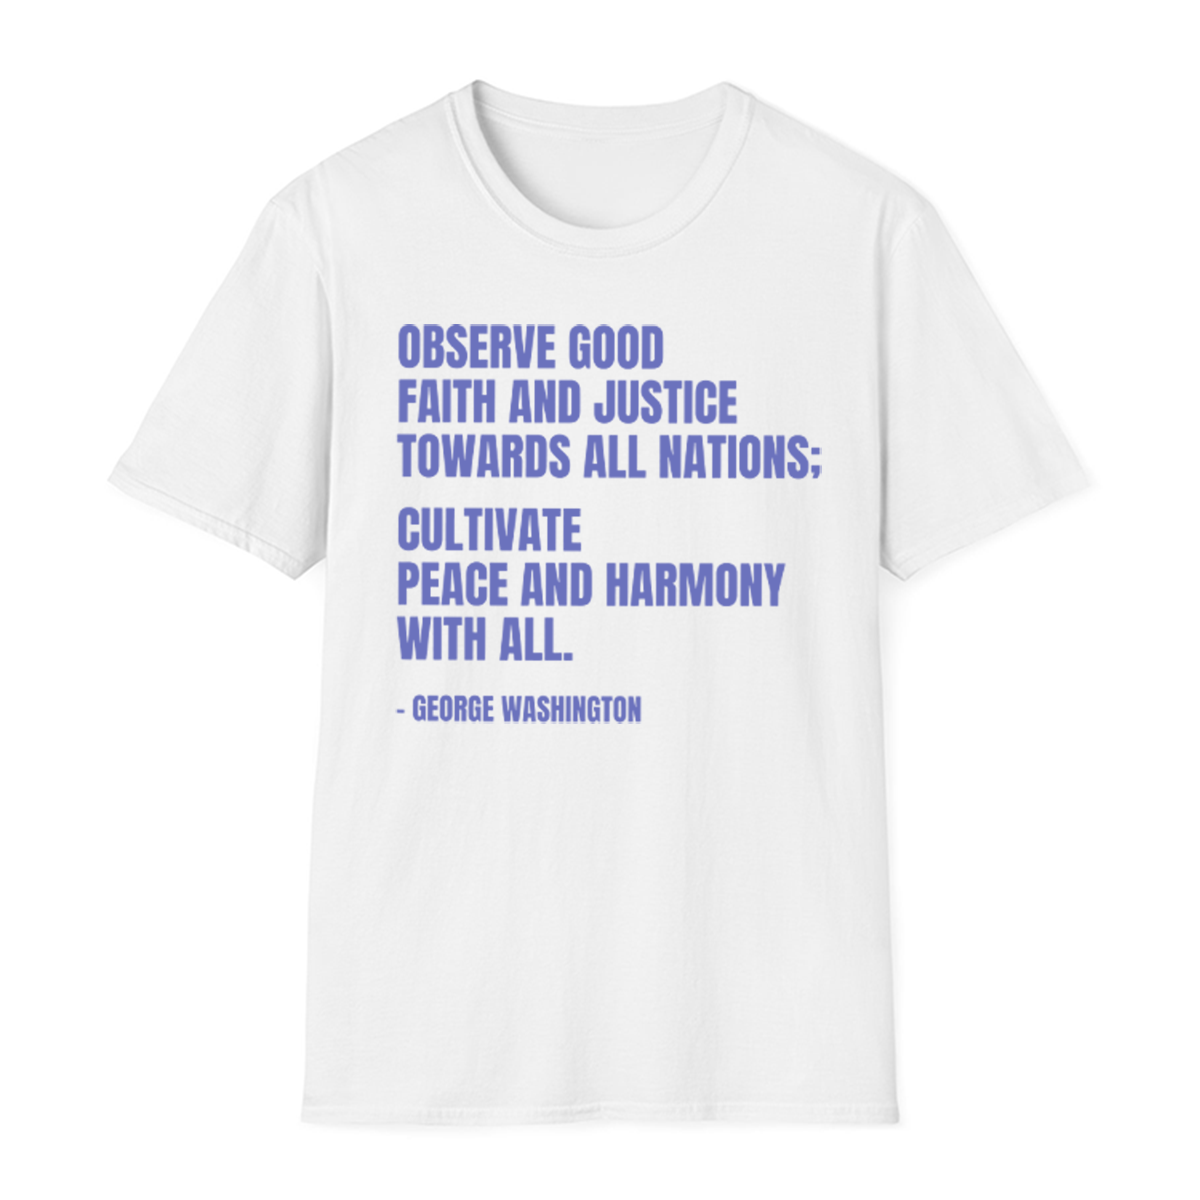 OBSERVE GOOD
FAITH AND JUSTICE
TOWARDS ALL NATIONS;
CULTIVATE
PEACE AND HARMONY
WITH ALL.
- GEORGE WASHINGTON